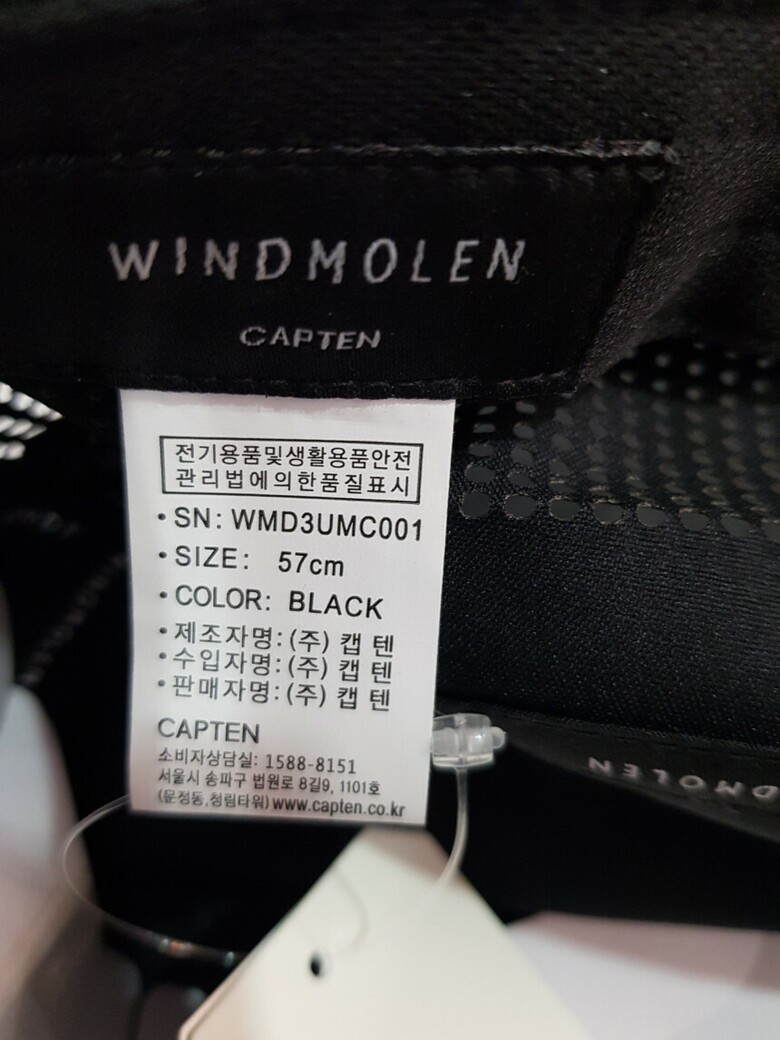 WINDMOLEN
CAPTEN
전기용품및생활용품안전
관리법에의한품질표시
• SN: WMD3UMC001
• SIZE: 57cm
• COLOR: BLACK
• 제조자명: (주) 캡 텐
• 수입자명: (주) 캡 텐
• 판매자명: (주) 캡 텐
CAPTEN
소비자상담실: 1588-8151
서울시 송파구 법원로 8길9, 1101호
(문정동,청림타워) www.capten.co.kr
NDMOLEN